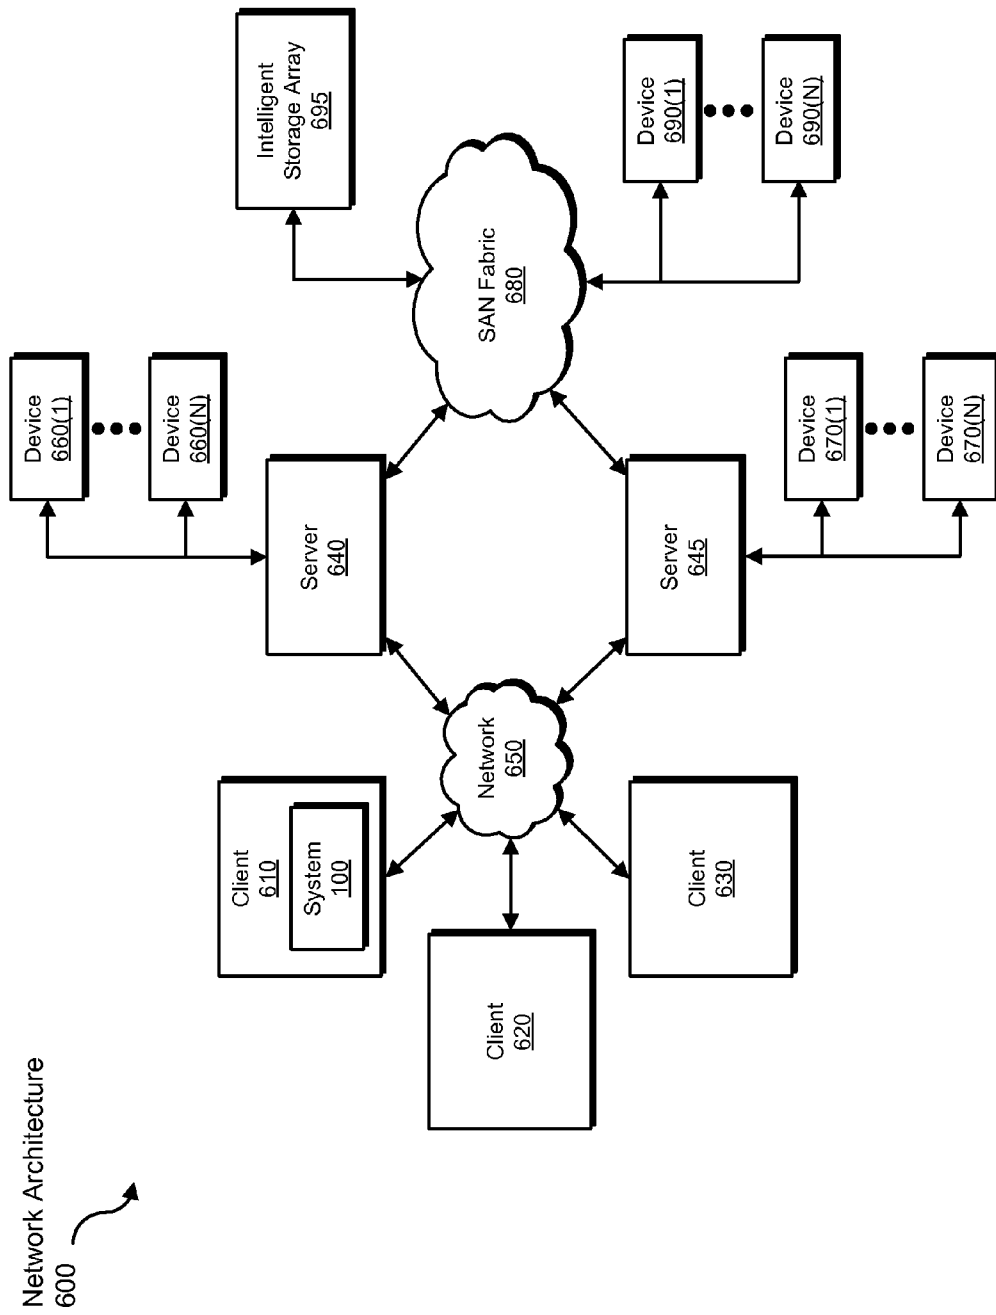 Network Architecture
600
Client
610
System
100
Client
620
Client
630
Network
650
Server
640
Server
645
Device
660(1)
Device
660(N)
Device
670(1)
Device
670(N)
SAN Fabric
680
Intelligent
Storage Array
695
Device
690(1)
Device
690(N)